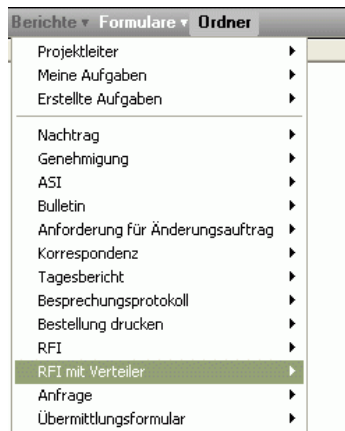 Berichte Formulare Ordner
Projektleiter
Meine Aufgaben
Erstellte Aufgaben
Nachtrag
Genehmigung
ASI
Bulletin
Anforderung für Änderungsauftrag
Korrespondenz
Tagesbericht
Besprechungsprotokoll
Bestellung drucken
RFI
RFI mit Verteiler
Anfrage
Übermittlungsformular